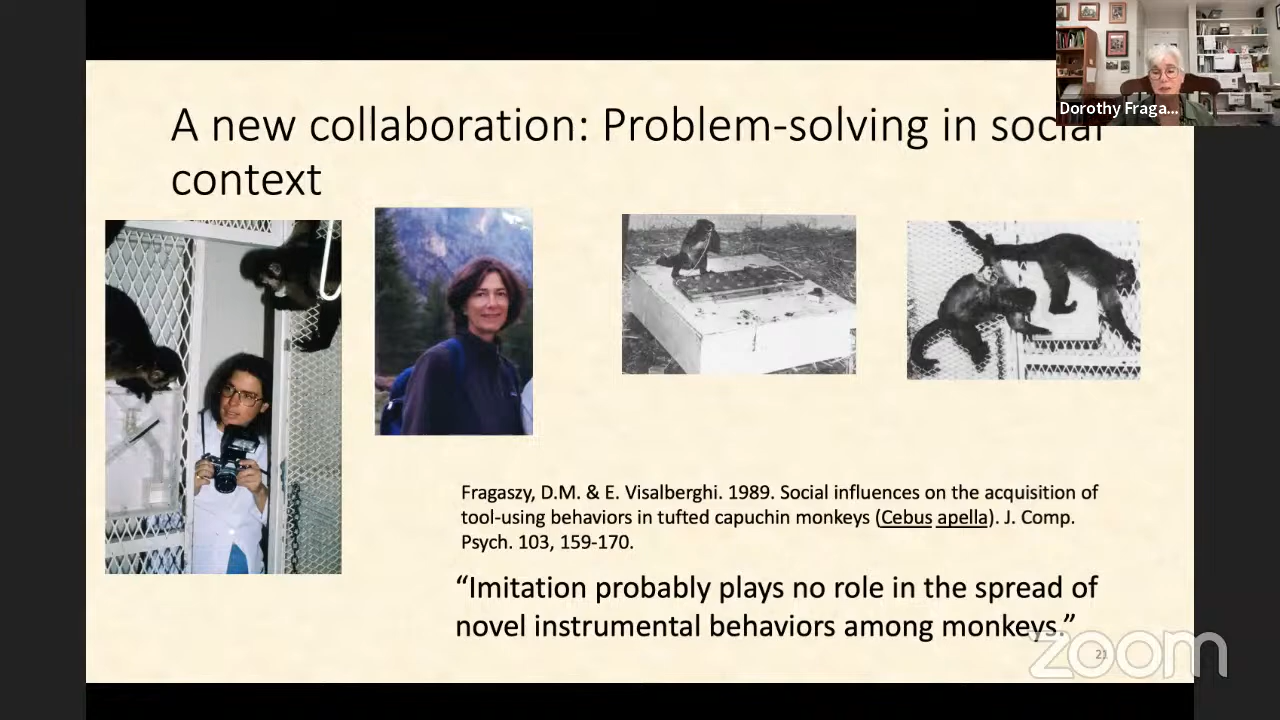 Dorothy Fraga...
A new collaboration: Problem-solving in social
context
Fragaszy, D.M. & E. Visalberghi. 1989. Social influences on the acquisition of
tool-using behaviors in tufted capuchin monkeys (Cebus apella). J. Comp.
Psych. 103, 159-170.
“Imitation probably plays no role in the spread of
novel instrumental behaviors among monkeys.”
21
zoom